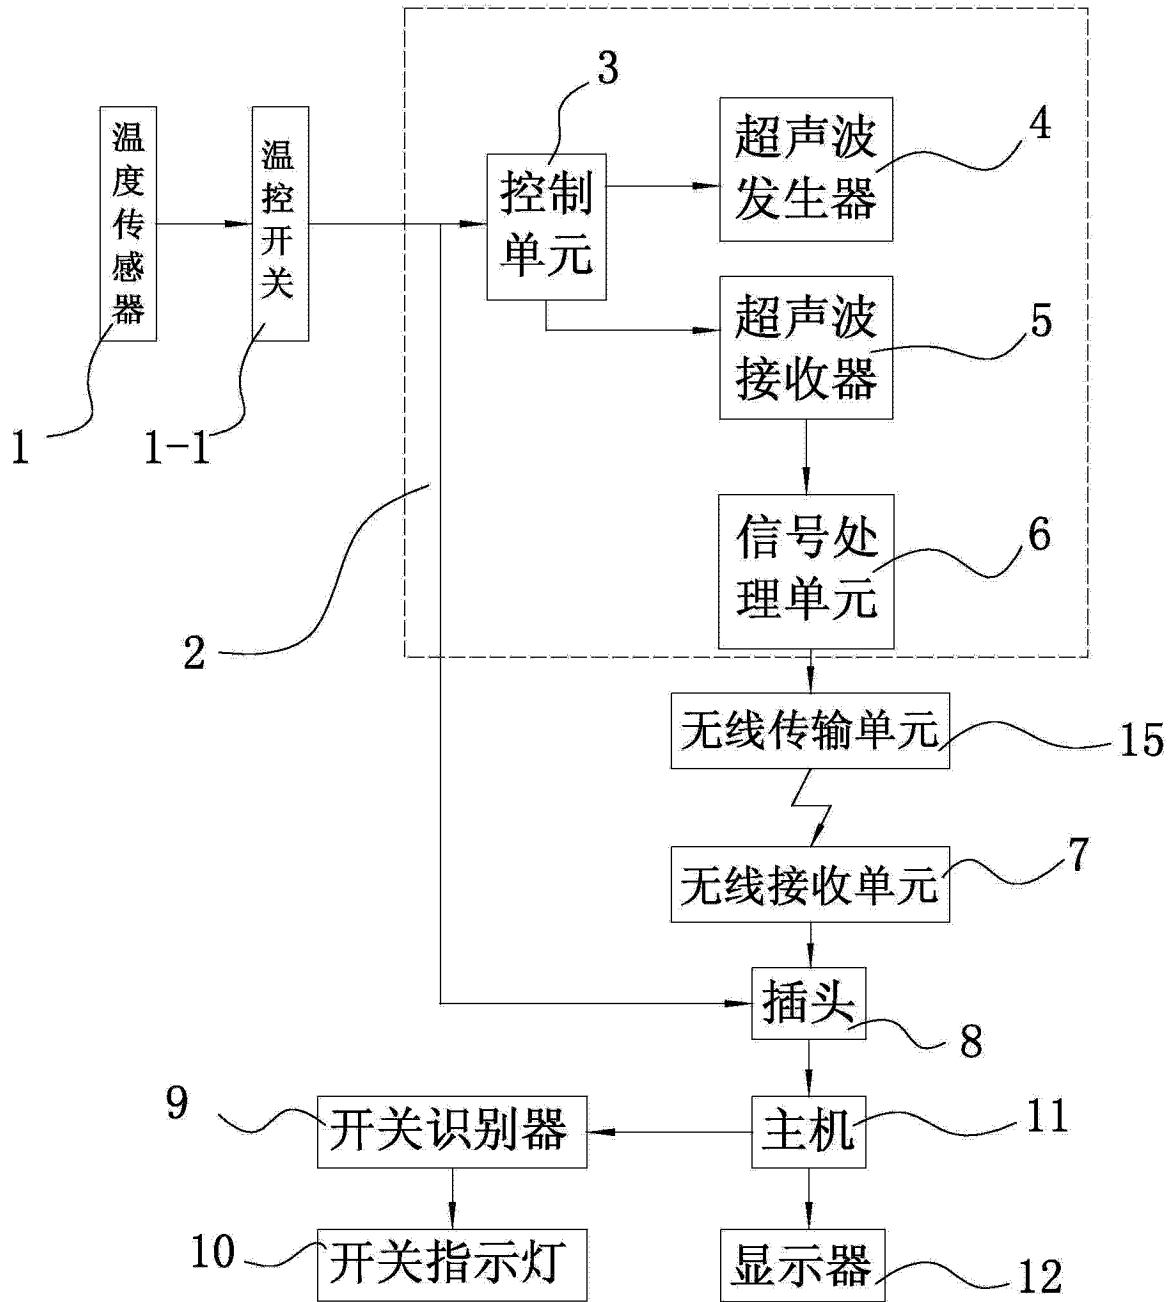 3
超声波
发生器
4
温
度
传
感
器
温
控
开
关
控制
单元
超声波
接收器
5
1
1-1
信号处
理单元
6
2
无线传输单元
15
无线接收单元
7
插头
8
9
开关识别器
主机
11
10
开关指示灯
显示器
12